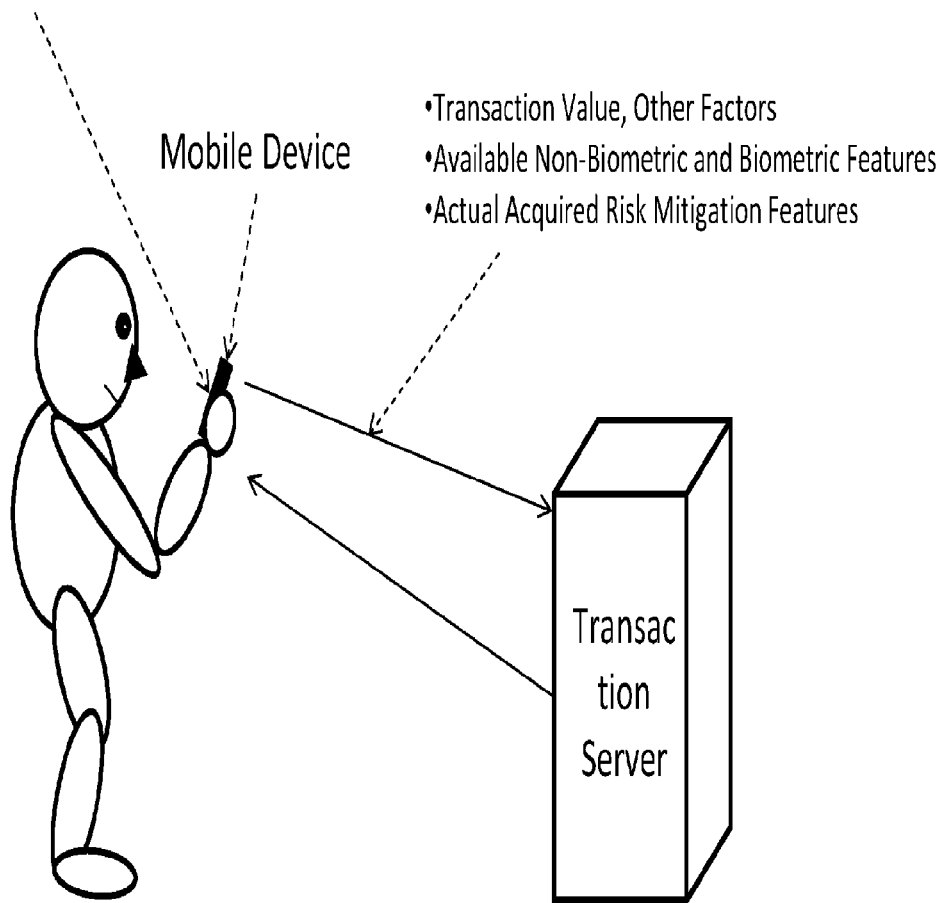 •Transaction Value, Other Factors
Mobile Device
•Available Non-Biometric and Biometric Features
•Actual Acquired Risk Mitigation Features
Transac
tion
Server